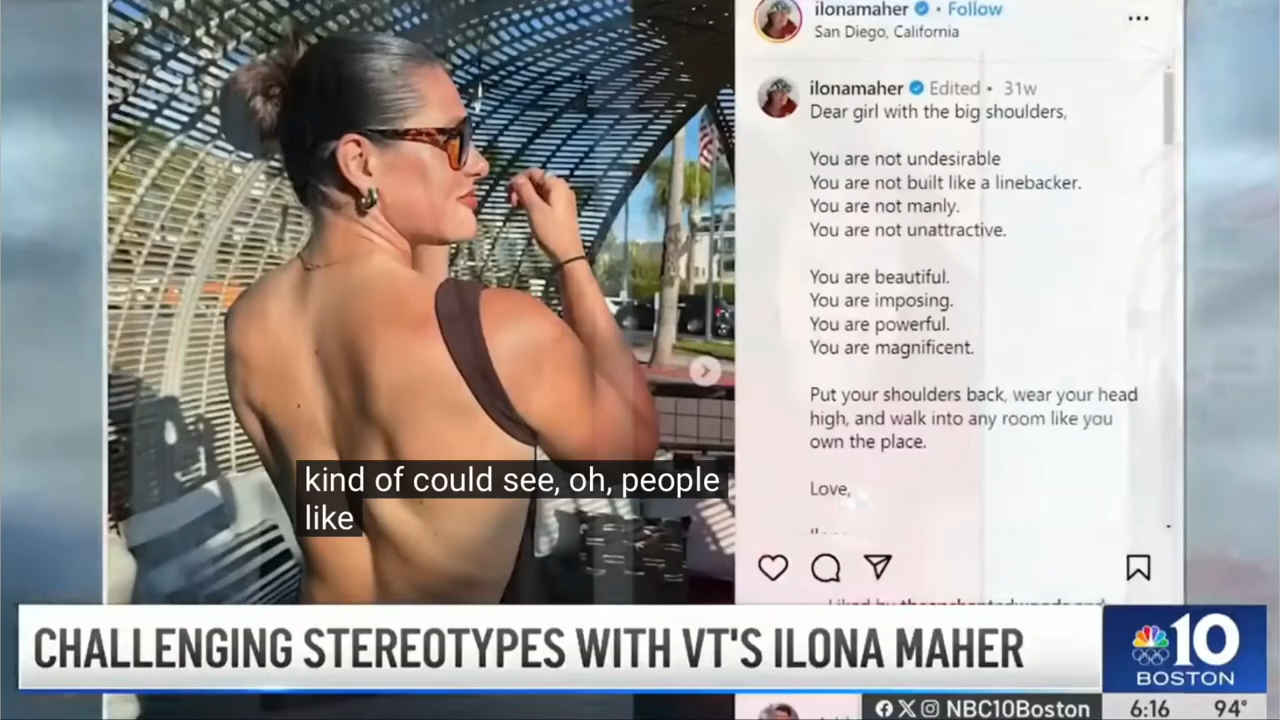 ilonamaher • Follow
San Diego, California
ilonamaher Edited • 31w
Dear girl with the big shoulders,
You are not undesirable
You are not built like a linebacker.
You are not manly.
You are not unattractive.
You are beautiful.
You are imposing.
You are powerful.
You are magnificent.
Put your shoulders back, wear your head
high, and walk into any room like you
own the place.
Love,
kind of could see, oh, people
like
CHALLENGING STEREOTYPES WITH VT'S ILONA MAHER
10
BOSTON
NBC10Boston
6:16 94°